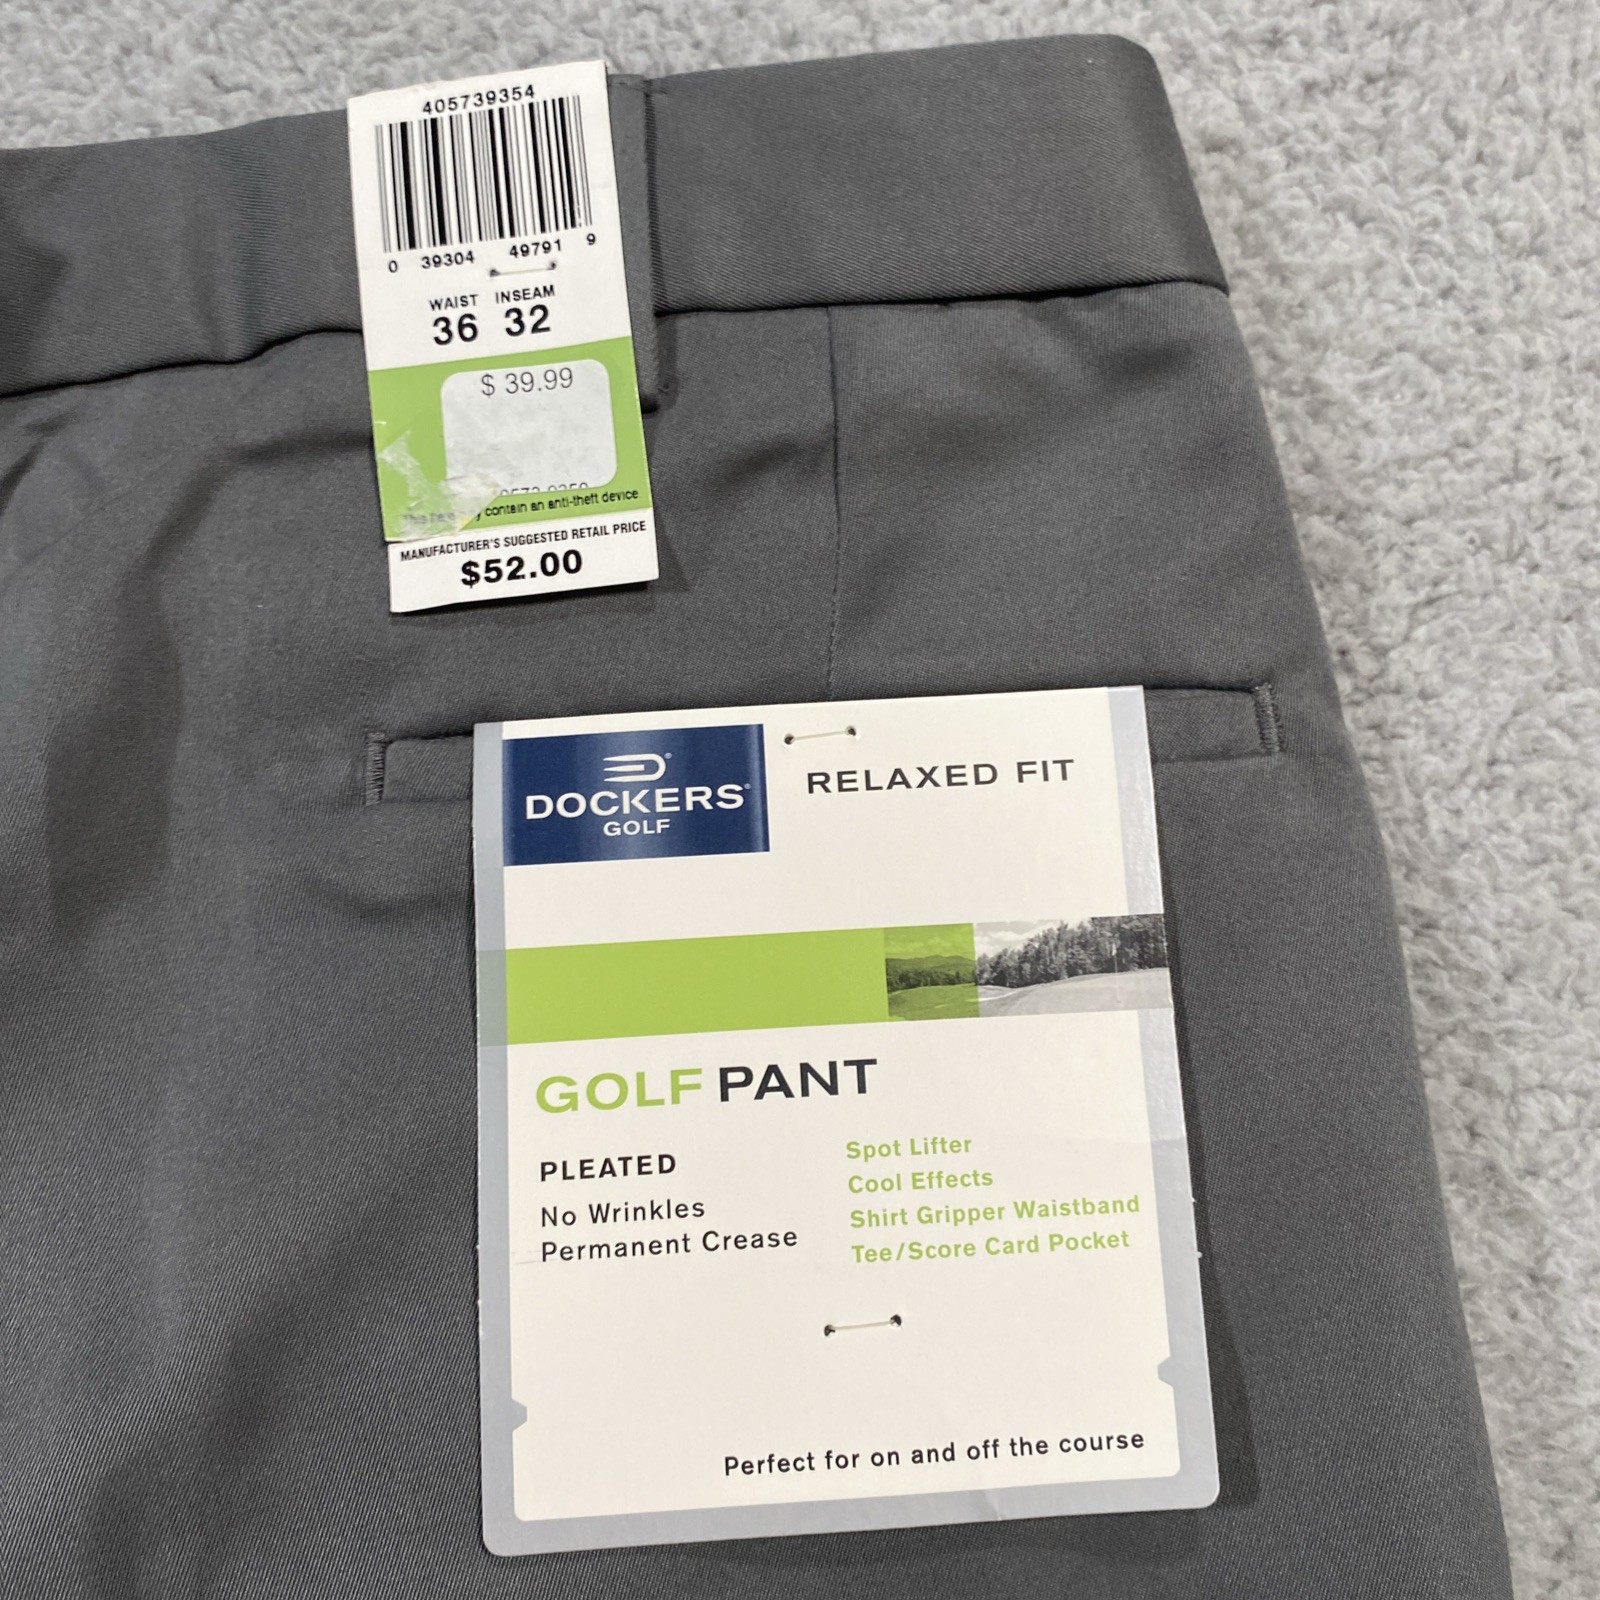 405739354
0 39304 49791 9
WAIST INSEAM
36 32
$ 39.99
contain an anti-theft device
MANUFACTURER'S SUGGESTED RETAIL PRICE
$52.00
DOCKERS®
GOLF
RELAXED FIT
GOLF PANT
PLEATED
No Wrinkles
Permanent Crease
Spot Lifter
Cool Effects
Shirt Gripper Waistband
Tee/Score Card Pocket
Perfect for on and off the course